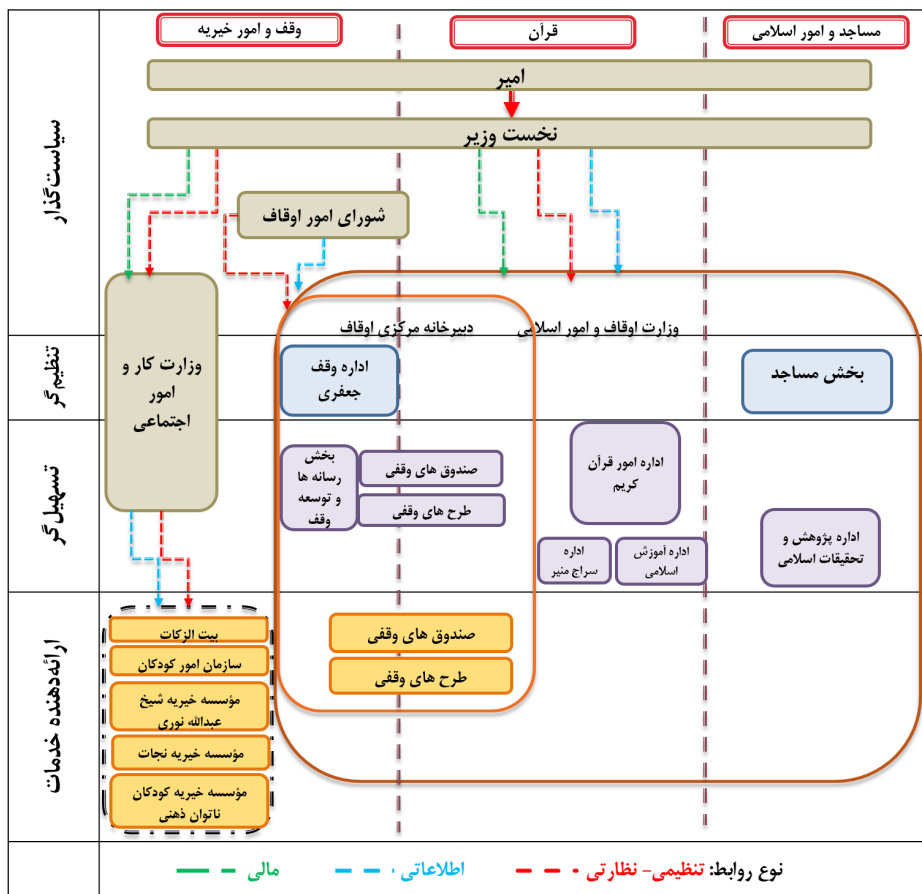 مساجد و امور اسلامی
قرآن
وقف و امور خیریه
سیاست‌گذار
امیر
نخست وزیر
شورای امور اوقاف
وزارت اوقاف و امور اسلامی
دبیرخانه مرکزی اوقاف
وزارت کار و
امور
اجتماعی
تنظیم‌گر
بخش مساجد
اداره وقف
جعفری
تسهیل‌گر
اداره امور قرآن
کریم
صندوق های وقفی
طرح های وقفی
بخش
رسانه ها
و توسعه
وقف
اداره پژوهش و
تحقیقات اسلامی
اداره آموزش
اسلامی
اداره
سراج منیر
ارائه‌دهنده خدمات
صندوق های وقفی
طرح های وقفی
بیت الزکات
سازمان امور کودکان
مؤسسه خیریه شیخ
عبدالله نوری
مؤسسه خیریه نجات
مؤسسه خیریه کودکان
ناتوان ذهنی
نوع روابط: تنظیمی- نظارتی
اطلاعاتی
مالی